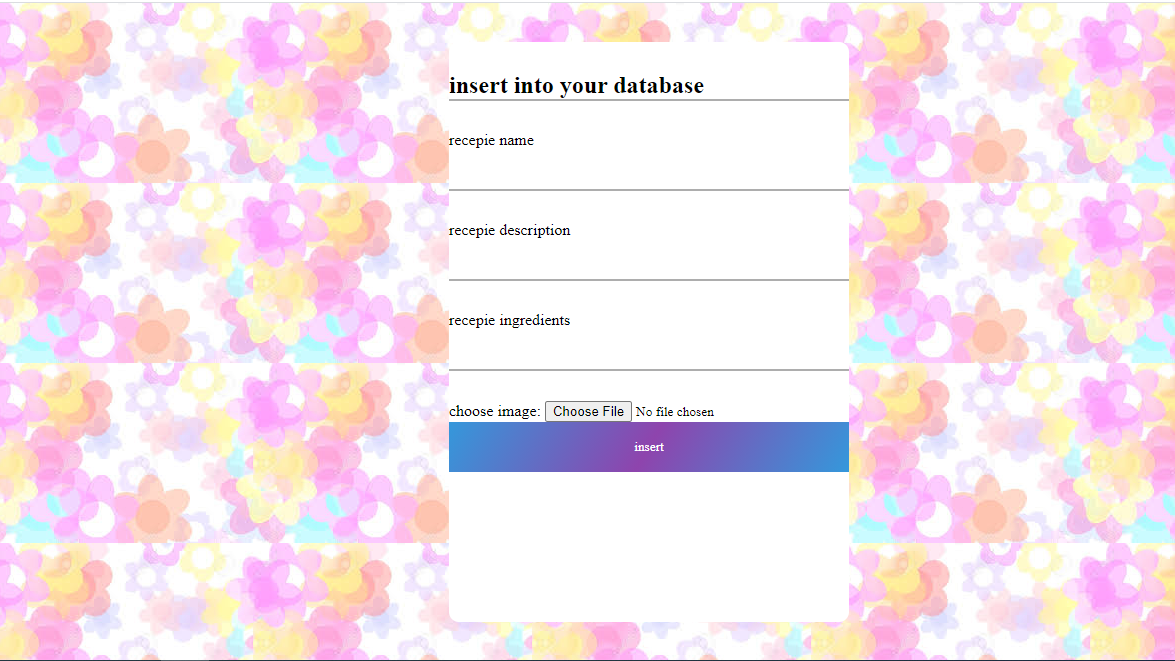 insert into your database
recepie name
recepie description
recepie ingredients
choose image: Choose File No file chosen
insert